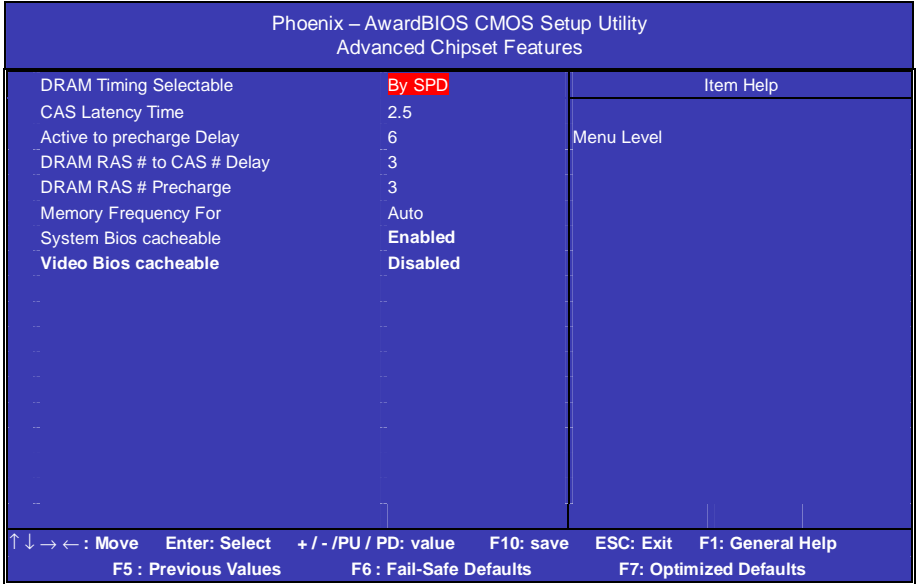 Phoenix – AwardBIOS CMOS Setup Utility
Advanced Chipset Features
DRAM Timing Selectable By SPD Item Help
CAS Latency Time 2.5
Active to precharge Delay 6 Menu Level
DRAM RAS # to CAS # Delay 3
DRAM RAS # Precharge 3
Memory Frequency For Auto
System Bios cacheable Enabled
Video Bios cacheable Disabled
↑↓→←: Move Enter: Select + / - /PU / PD: value F10: save ESC: Exit F1: General Help
F5 : Previous Values F6 : Fail-Safe Defaults F7: Optimized Defaults